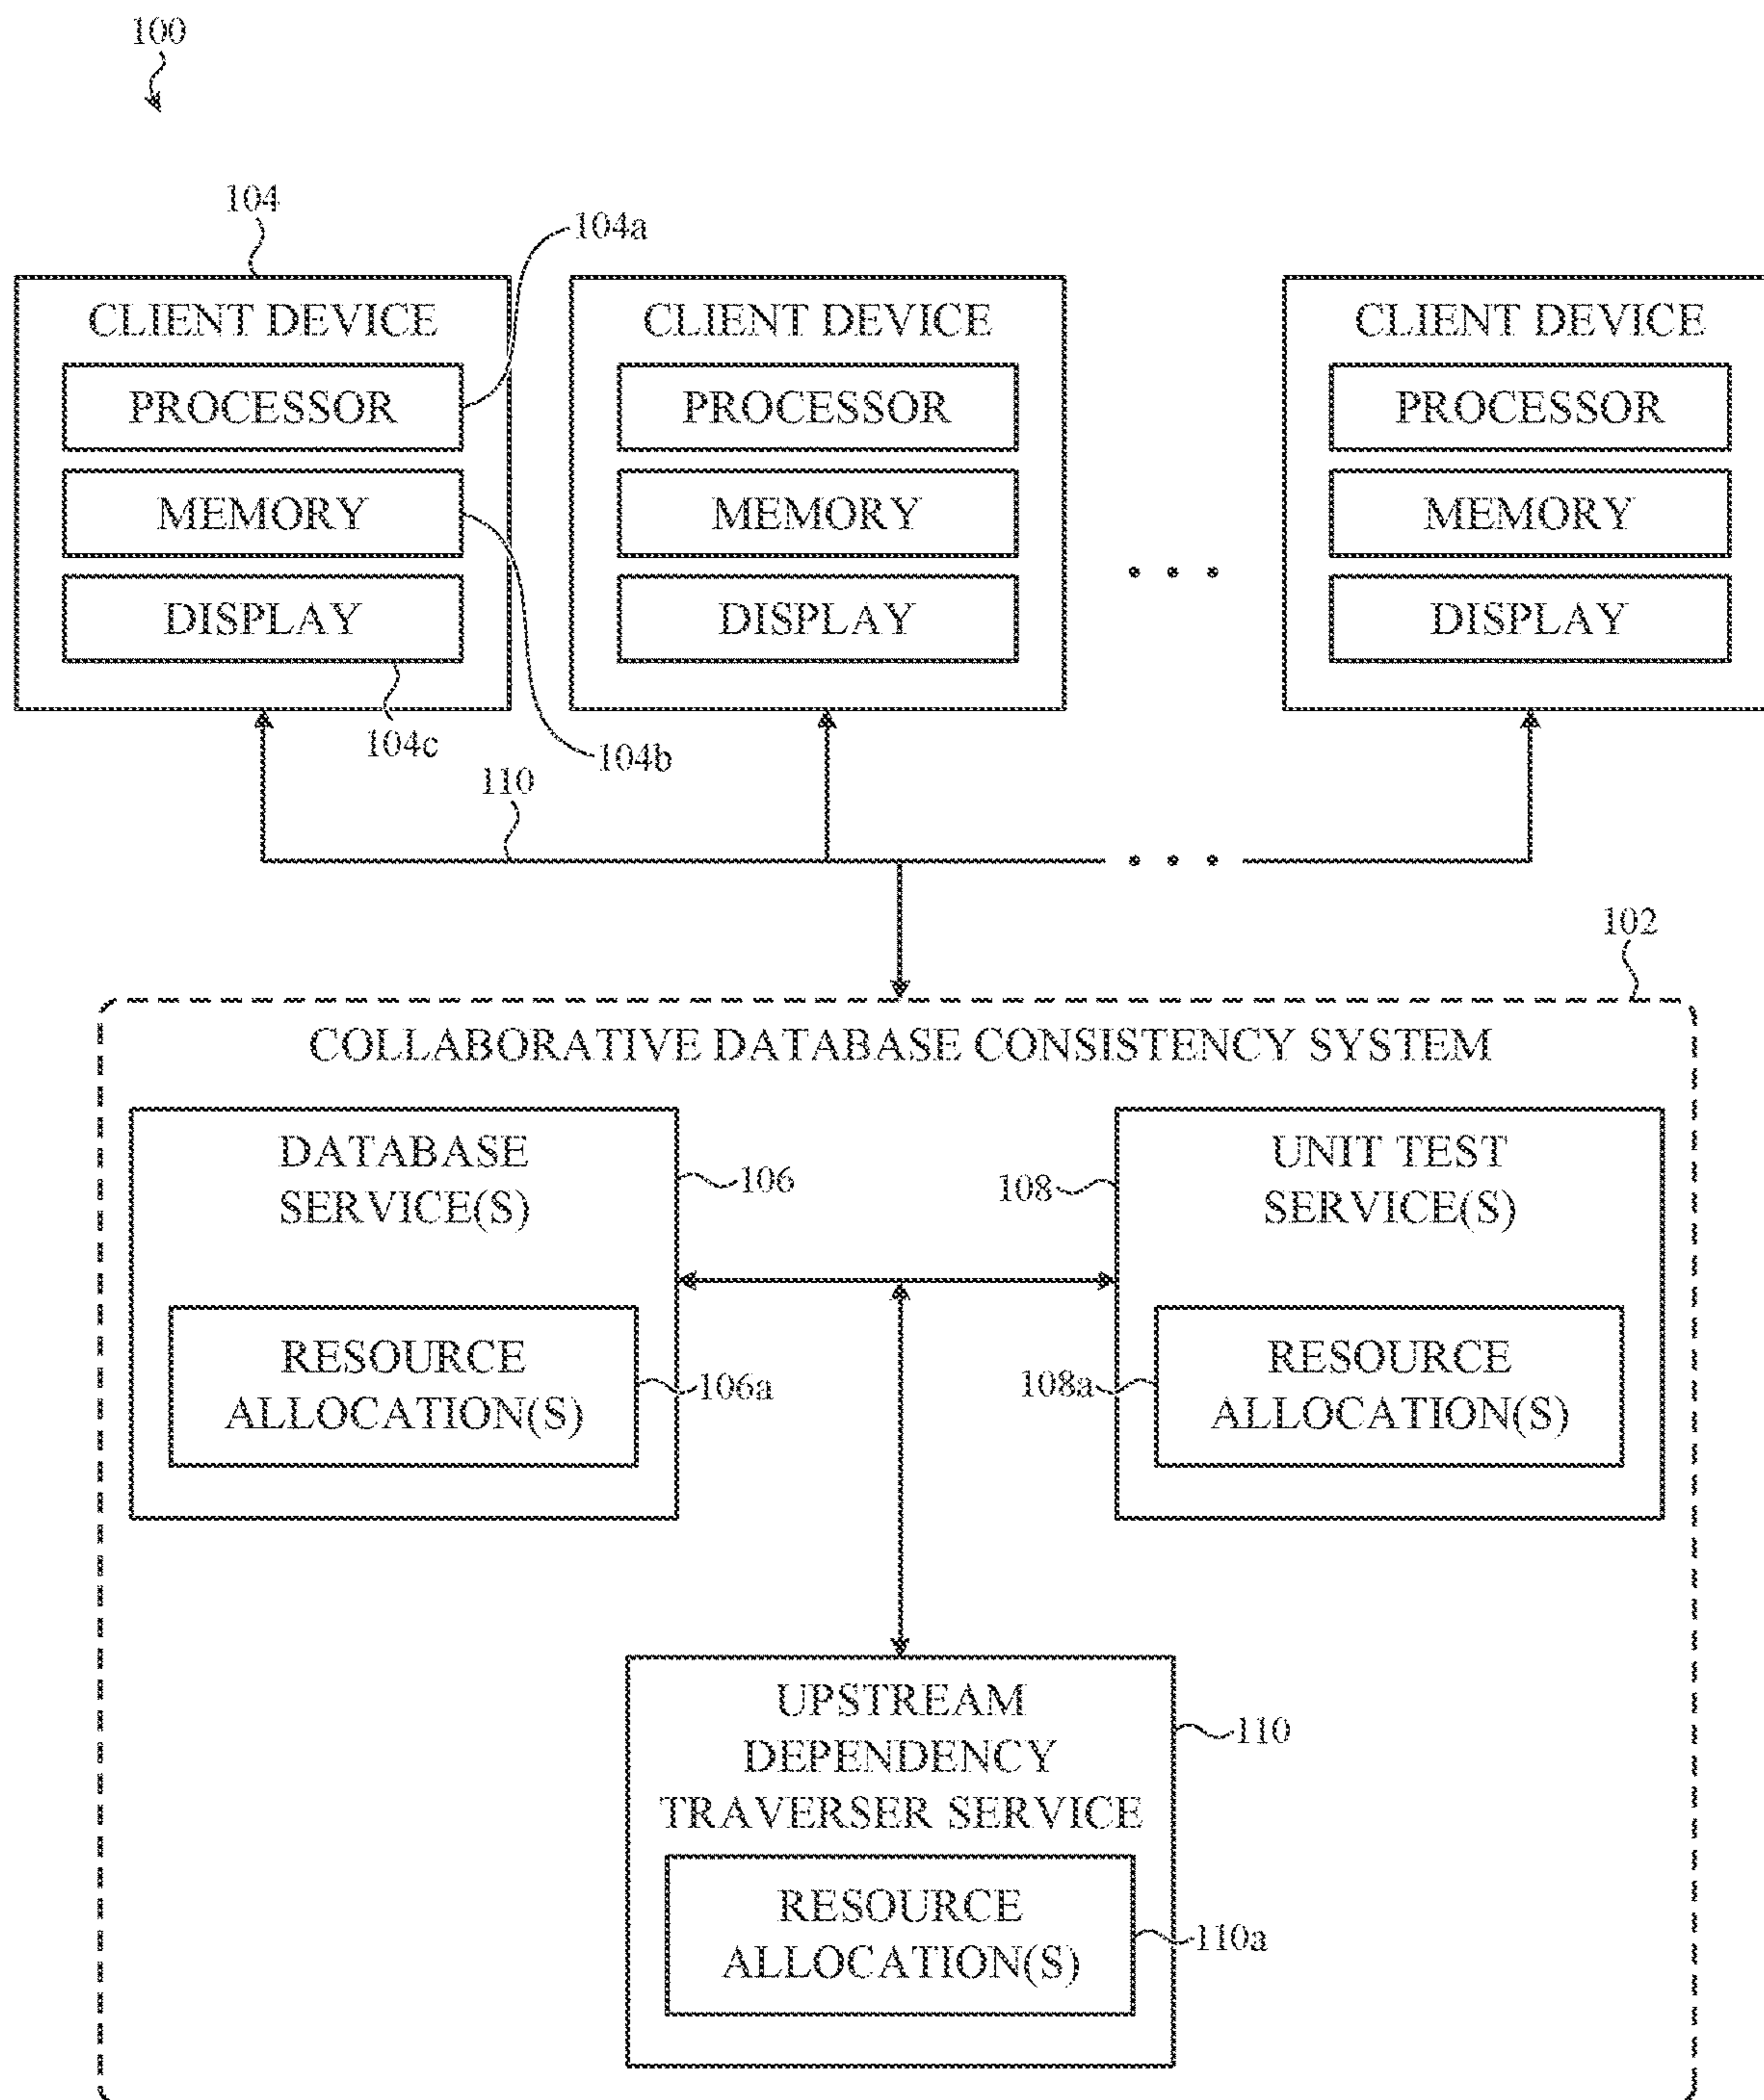 100
104
104a
CLIENT DEVICE
PROCESSOR
MEMORY
DISPLAY
104c
104b
CLIENT DEVICE
PROCESSOR
MEMORY
DISPLAY
CLIENT DEVICE
PROCESSOR
MEMORY
DISPLAY
110
102
COLLABORATIVE DATABASE CONSISTENCY SYSTEM
DATABASE
SERVICE(S)
106
RESOURCE
ALLOCATION(S)
106a
108
UNIT TEST
SERVICE(S)
108a
RESOURCE
ALLOCATION(S)
UPSTREAM
DEPENDENCY
TRAVERSER SERVICE
110
RESOURCE
ALLOCATION(S)
110a